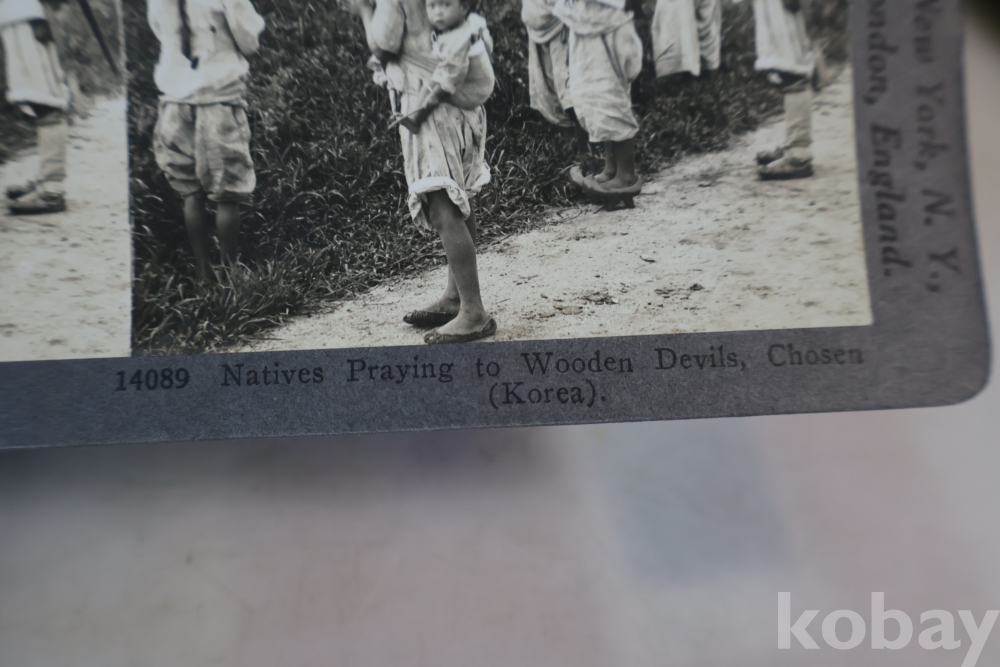 New York, N. Y.,
London, England.
14089 Natives Praying to Wooden Devils, Chosen
(Korea).
kobay